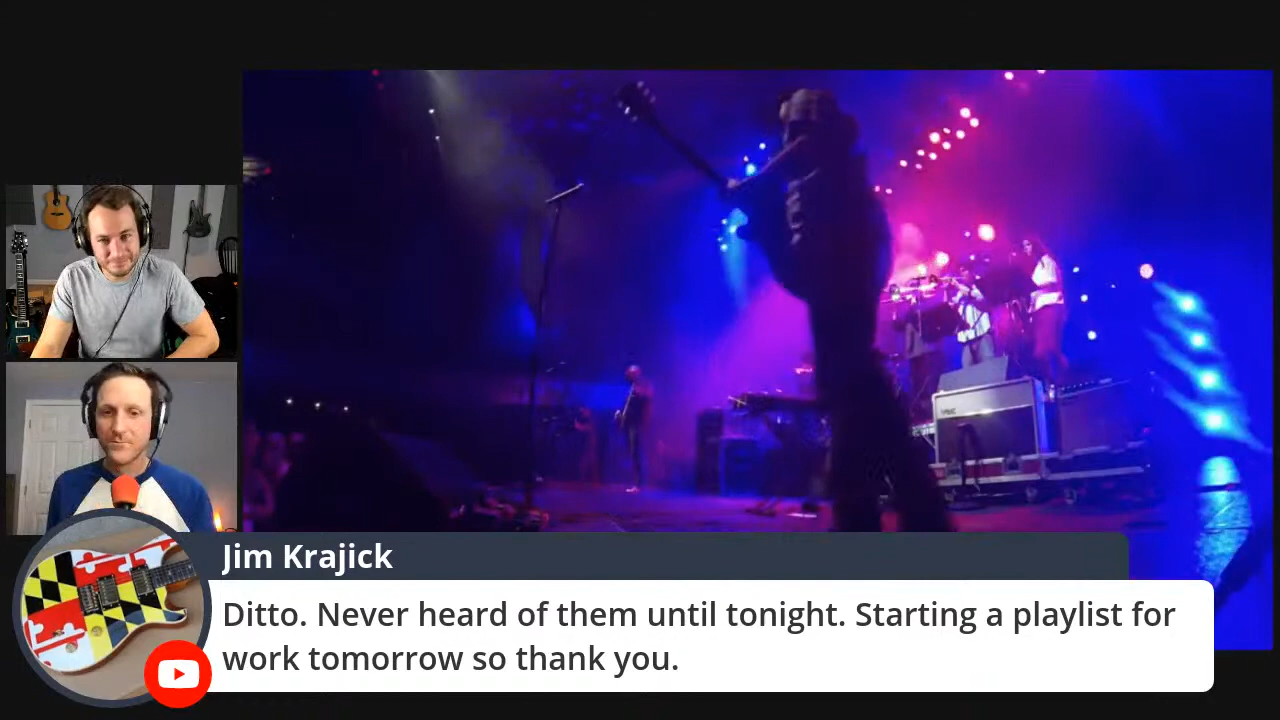 Jim Krajick
Ditto. Never heard of them until tonight. Starting a playlist for
work tomorrow so thank you.